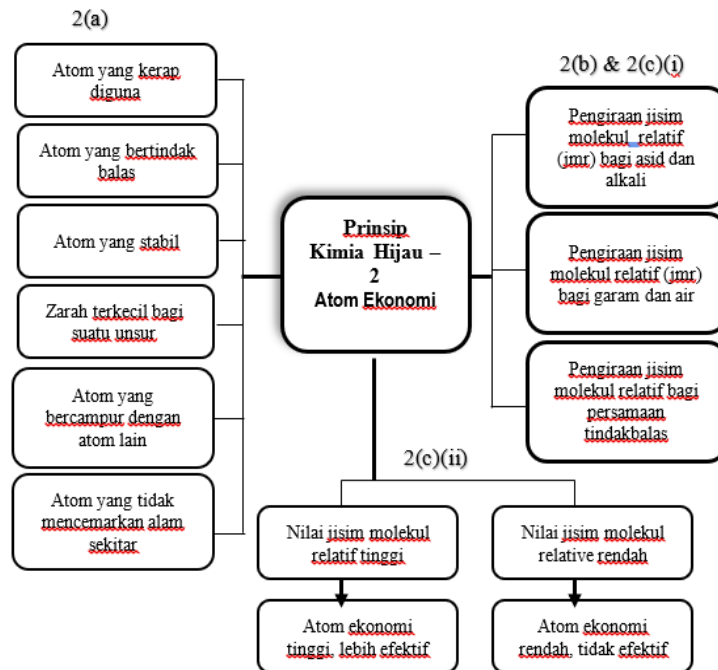 2(a)
Atom yang kerap
diguna
Atom yang bertindak
balas
Atom yang stabil
Zarah terkecil bagi
suatu unsur
Atom yang
bercampur dengan
atom lain
Atom yang tidak
mencemarkan alam
sekitar
Prinsip
Kimia Hijau –
2
Atom Ekonomi
2(b) & 2(c)(i)
Pengiraan jisim
molekul relatif
(jmr) bagi asid dan
alkali
Pengiraan jisim
molekul relatif (jmr)
bagi garam dan air
Pengiraan jisim
molekul relatif bagi
persamaan
tindakbalas
2(c)(ii)
Nilai jisim molekul
relatif tinggi
Atom ekonomi
tinggi, lebih efektif
Nilai jisim molekul
relative rendah
Atom ekonomi
rendah, tidak efektif